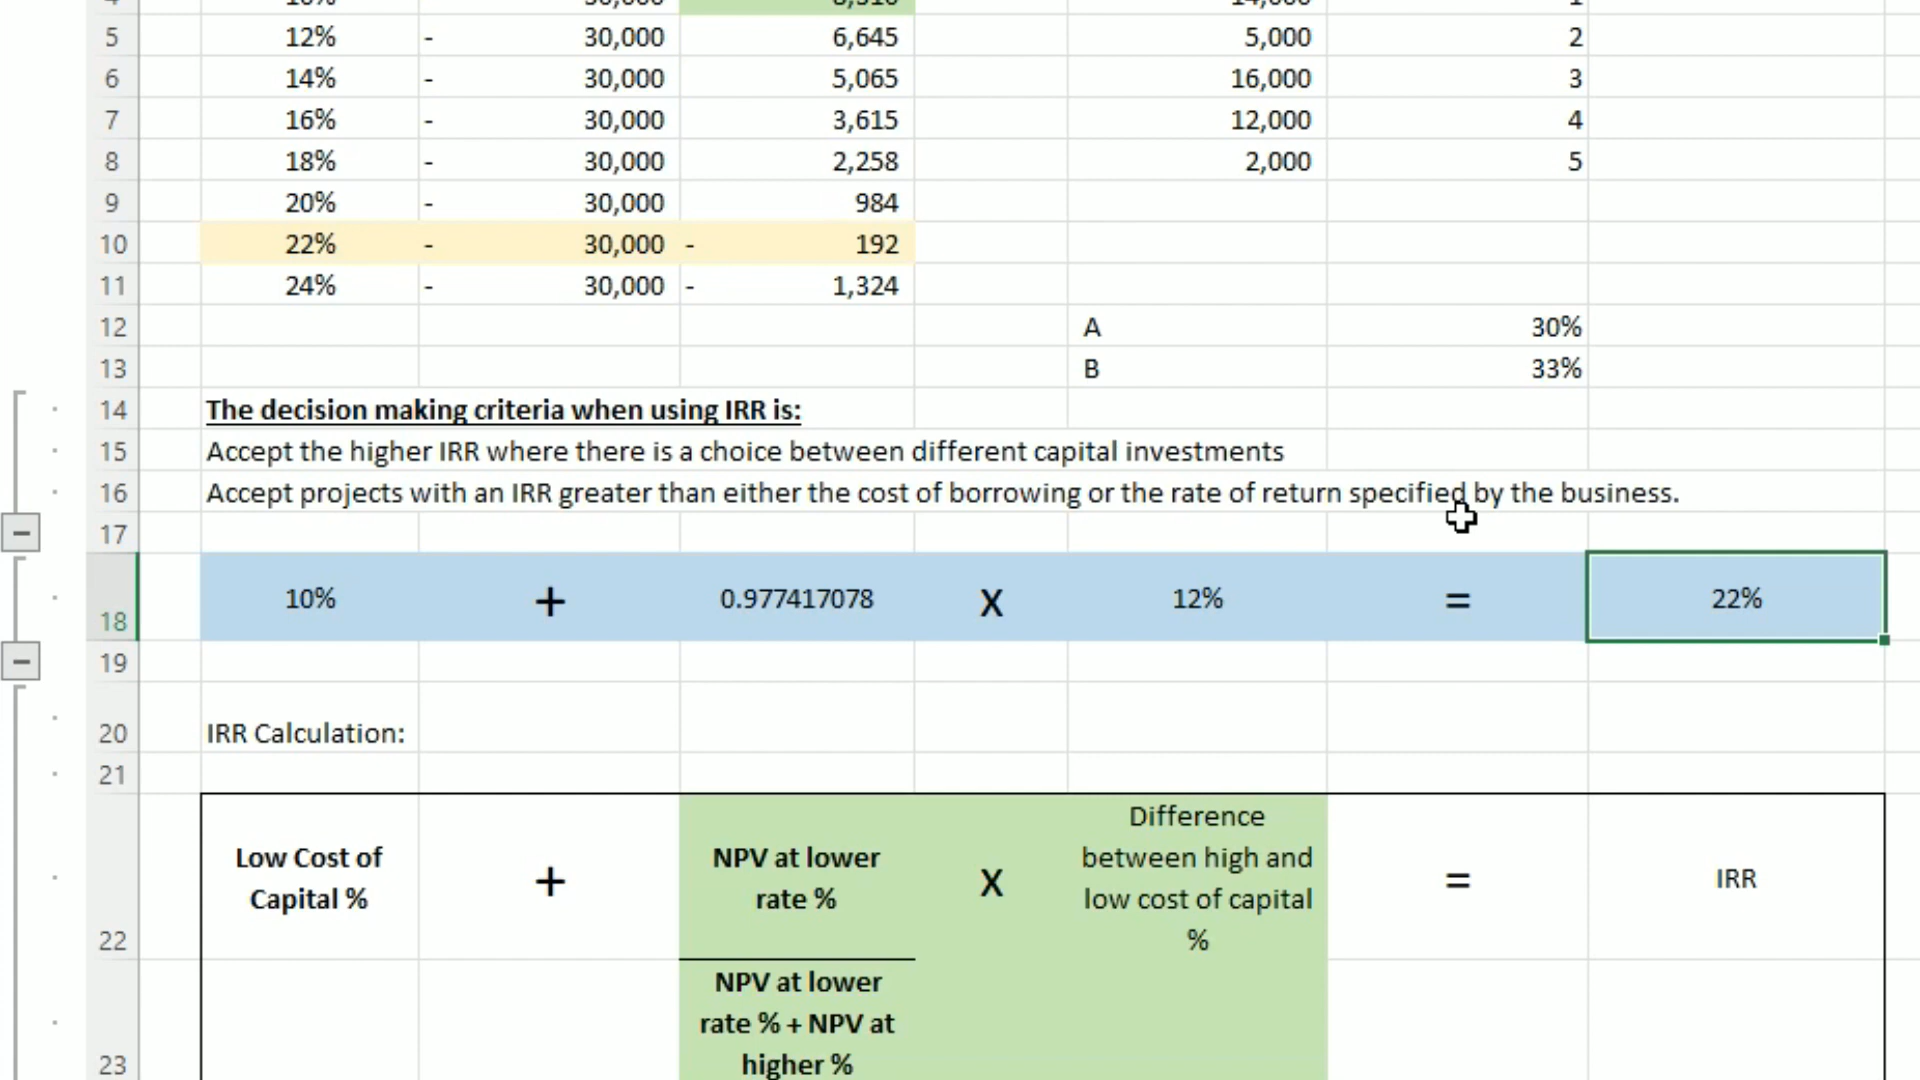 4
5 12% - 30,000 6,645 5,000 2
6 14% - 30,000 5,065 16,000 3
7 16% - 30,000 3,615 12,000 4
8 18% - 30,000 2,258 2,000 5
9 20% - 30,000 984
10 22% - 30,000 - 192
11 24% - 30,000 - 1,324
12 A 30%
13 B 33%
14 The decision making criteria when using IRR is:
15 Accept the higher IRR where there is a choice between different capital investments
16 Accept projects with an IRR greater than either the cost of borrowing or the rate of return specified by the business.
17
18 10% + 0.977417078 X 12% = 22%
19
20 IRR Calculation:
21
22
Low Cost of
Capital %
+
NPV at lower
rate %
X
Difference
between high and
low cost of capital
%
=
IRR
23
NPV at lower
rate % + NPV at
higher %